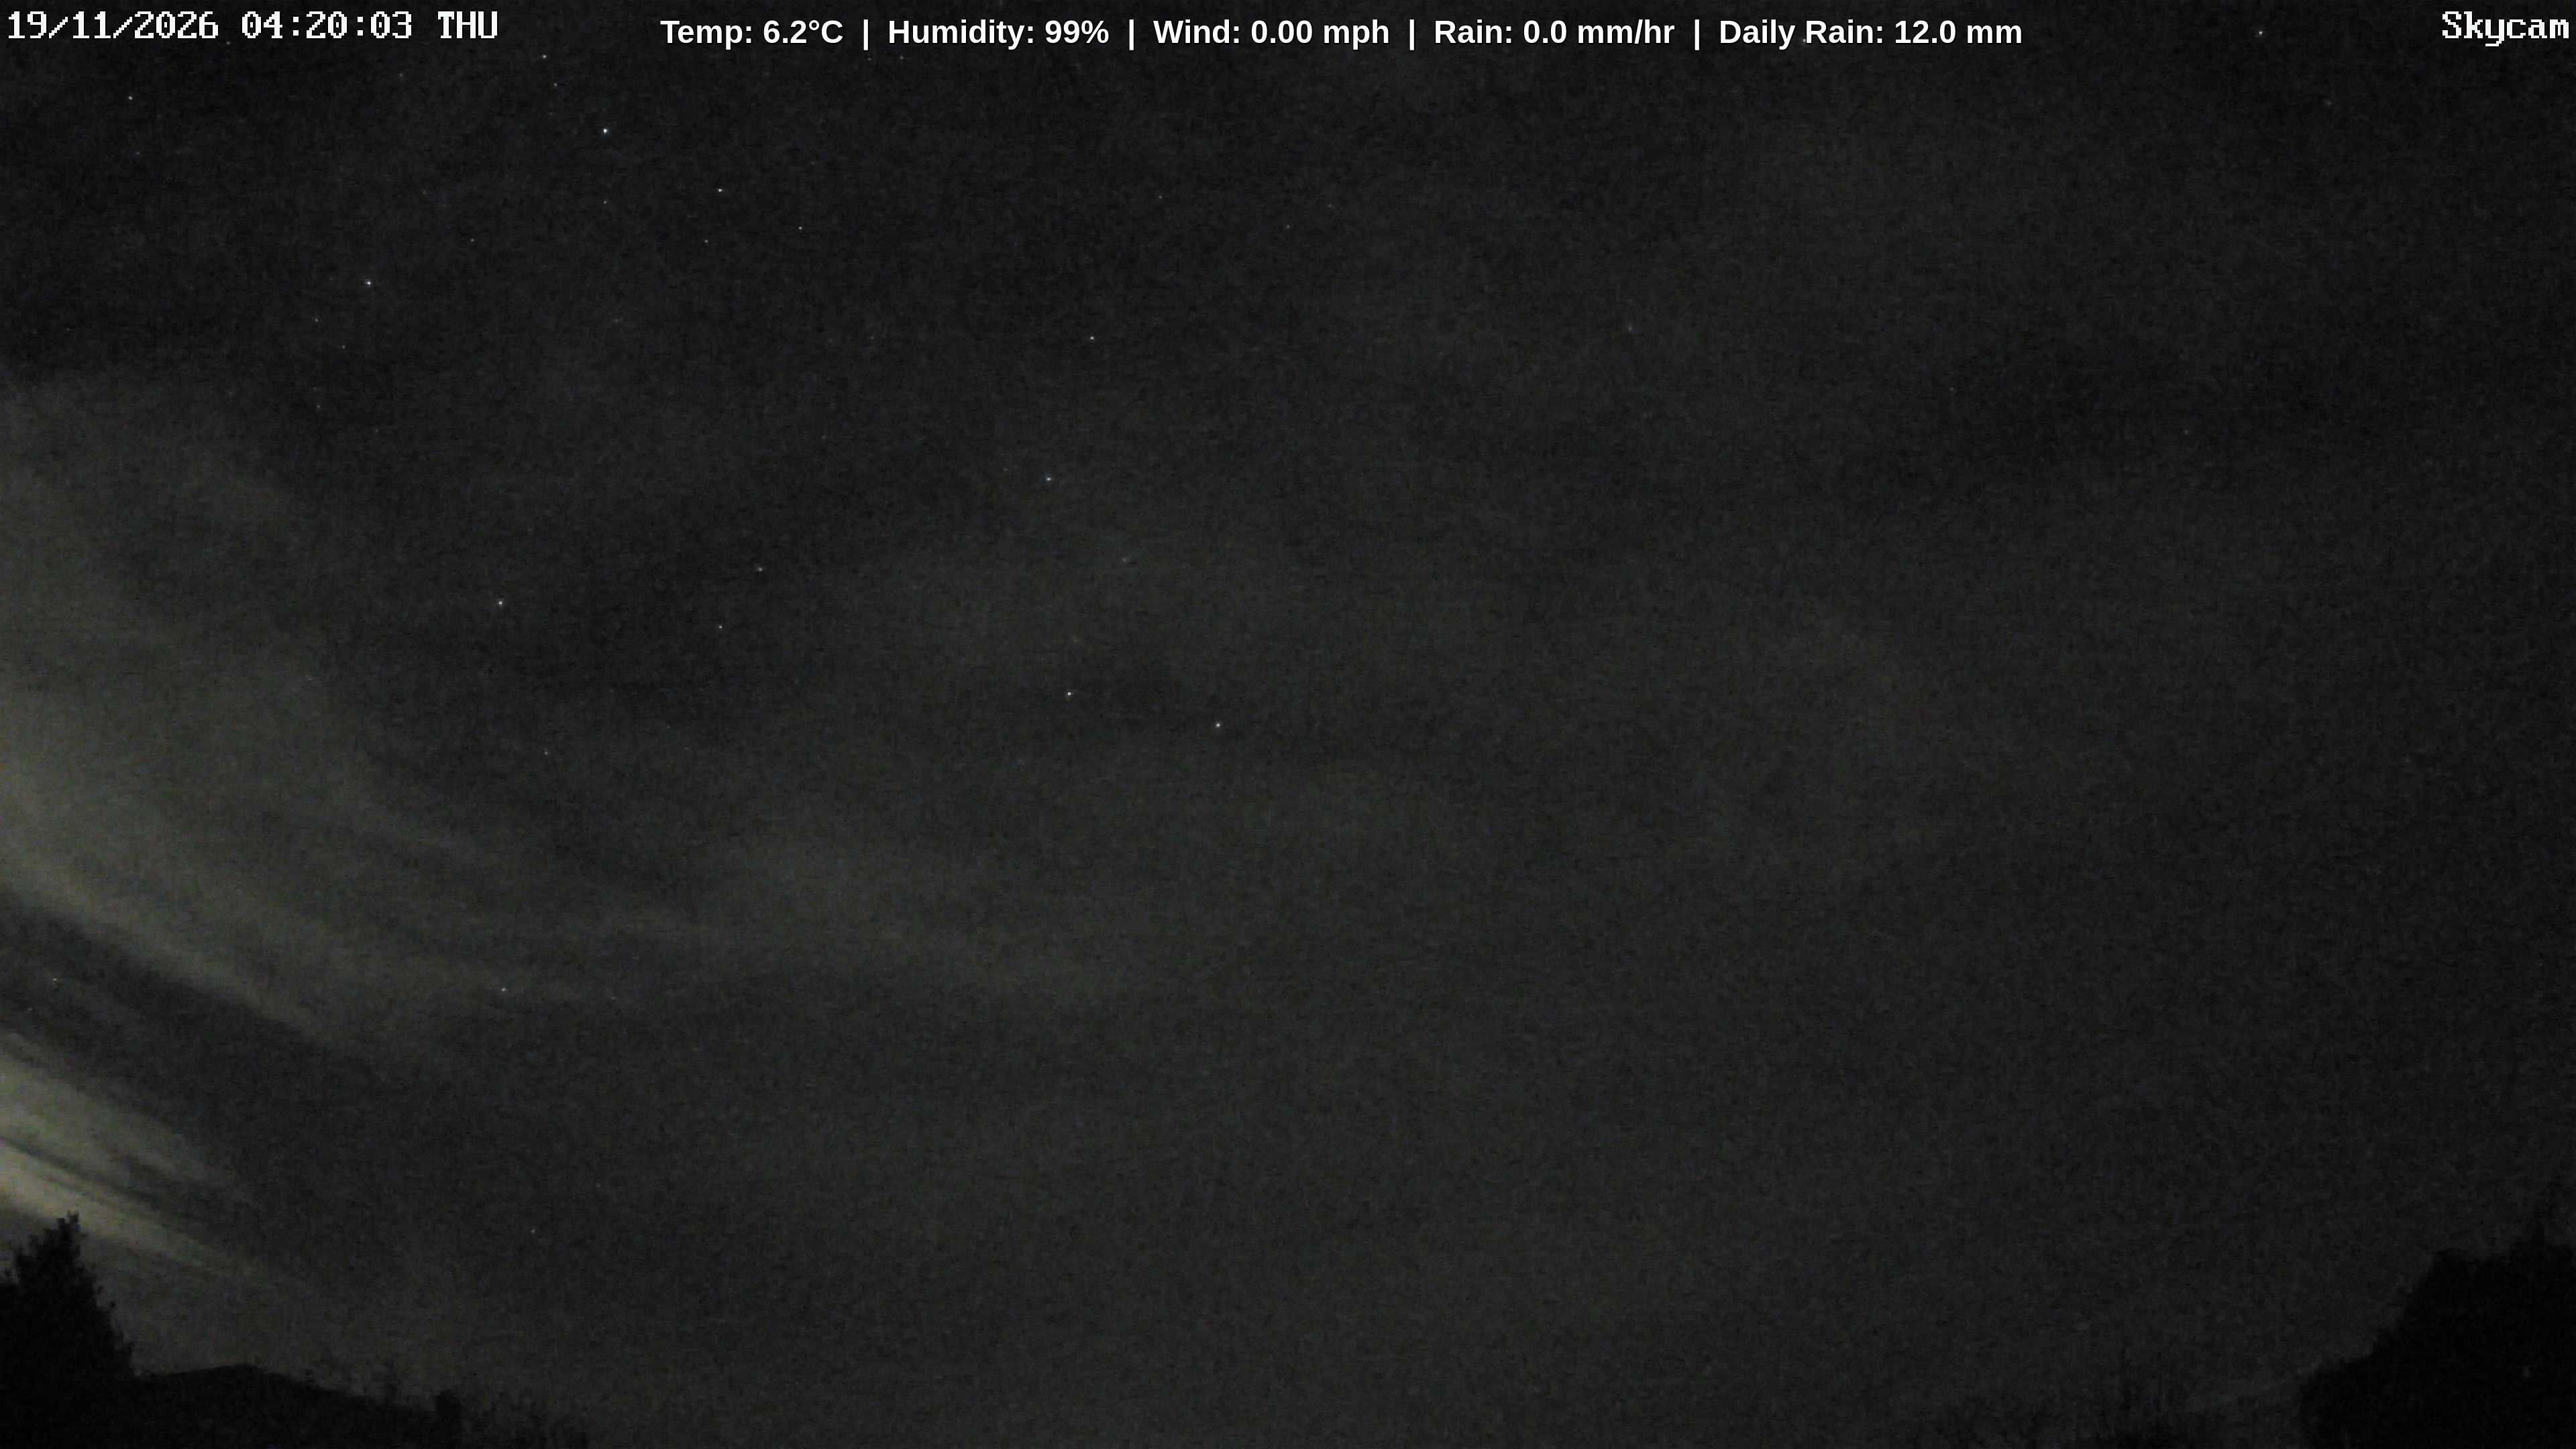 19/11/2026 04:20:03 THU
Temp: 6.2°C | Humidity: 99% | Wind: 0.00 mph | Rain: 0.0 mm/hr | Daily Rain: 12.0 mm
Skycam